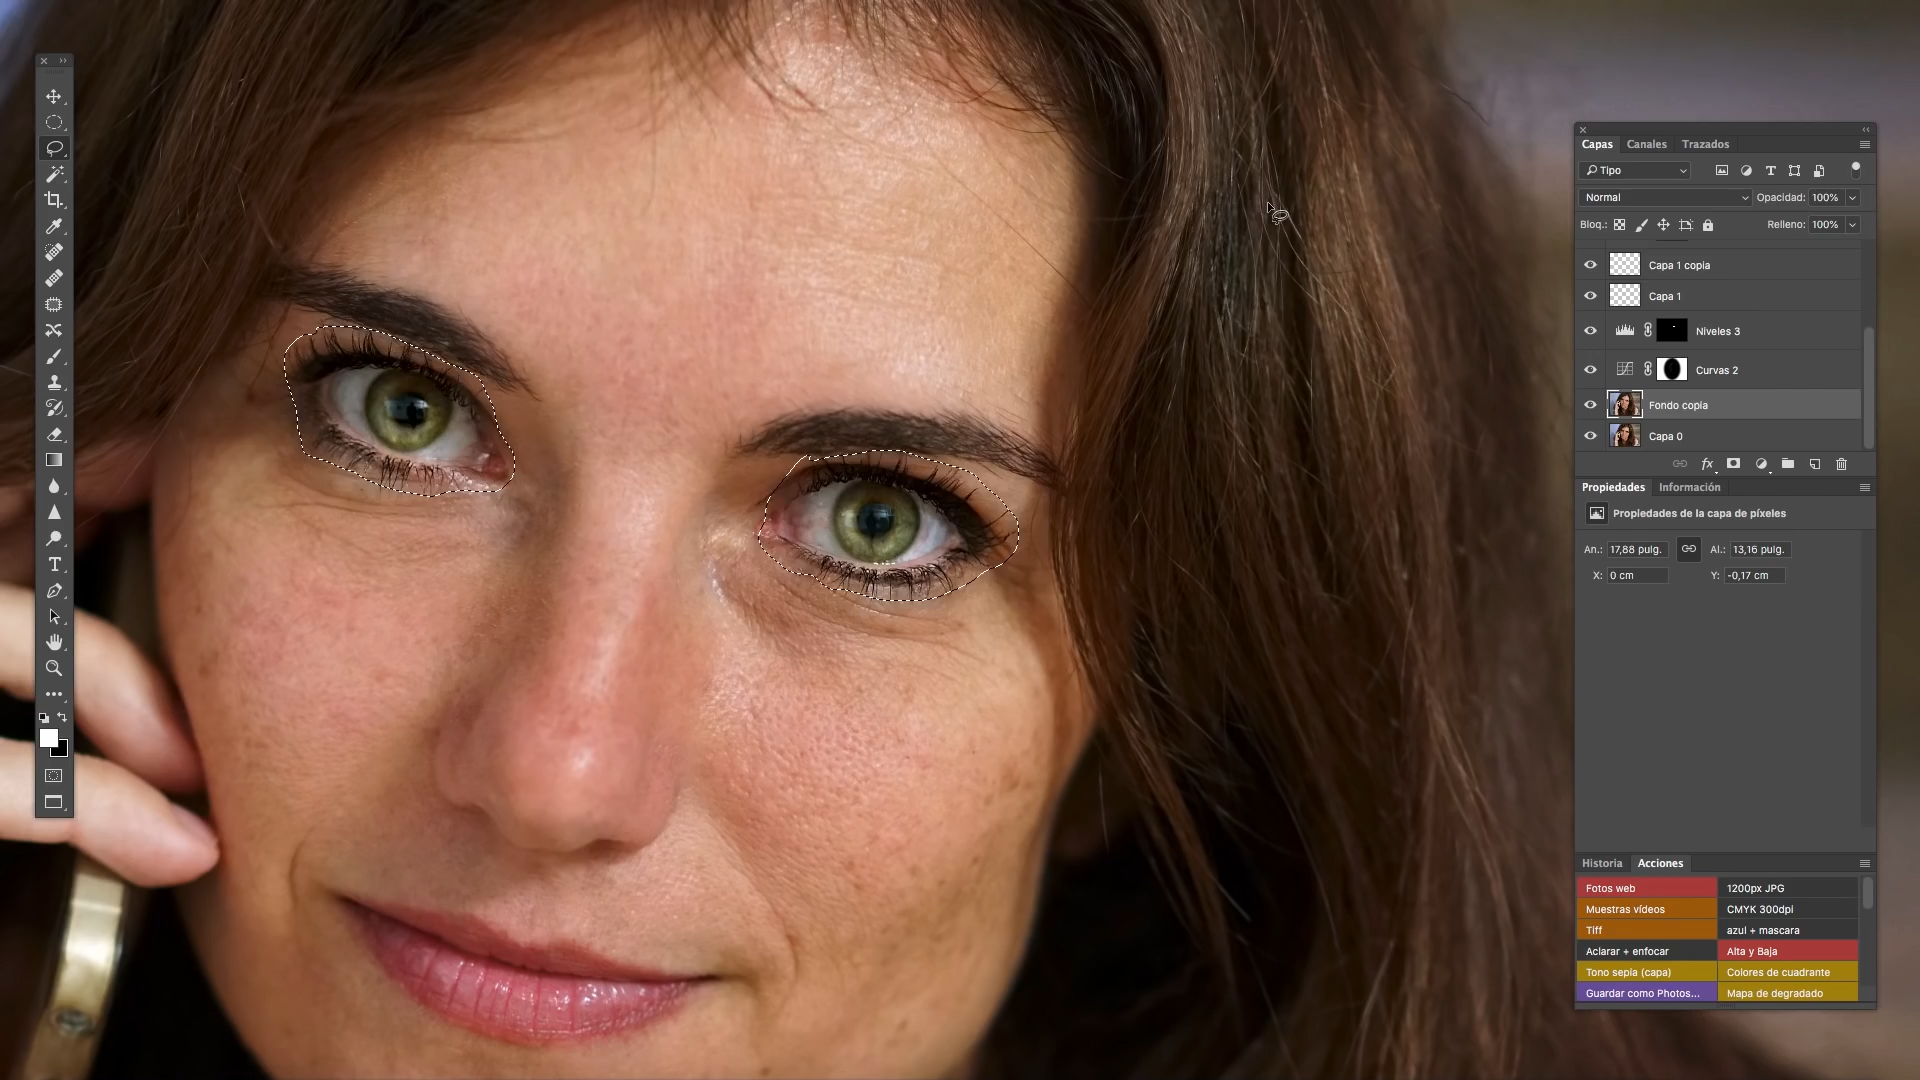 Capas Canales Trazados
Tipo
Normal Opacidad: 100%
Bloq.: Relleno: 100%
Capa 1 copia
Capa 1
Niveles 3
Curvas 2
Fondo copia
Capa 0
fx
Propiedades Información
Propiedades de la capa de píxeles
An.: 17,88 pulg. Al.: 13,16 pulg.
X: 0 cm Y: -0,17 cm
Historia Acciones
Fotos web 1200px JPG
Muestras vídeos CMYK 300dpi
Tiff azul + mascara
Aclarar + enfocar Alta y Baja
Tono sepia (capa) Colores de cuadrante
Guardar como Photos... Mapa de degradado